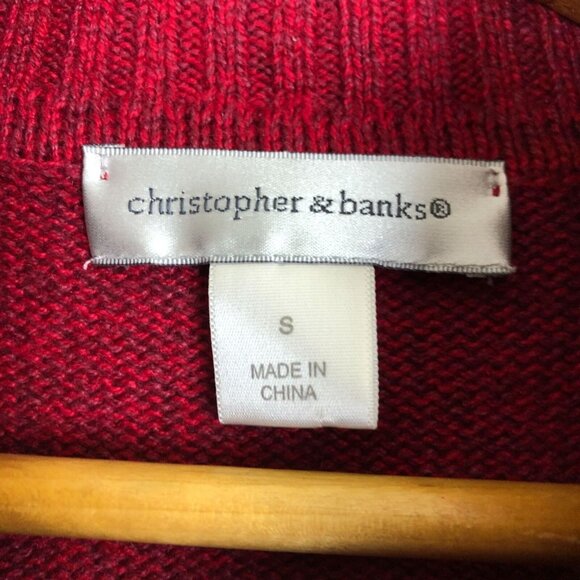 christopher & banks®
S
MADE IN
CHINA